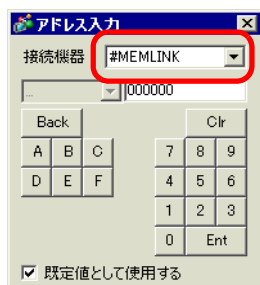 アドレス入力
接続機器 #MEMLINK
... 000000
Back Clr
A B C 7 8 9
D E F 4 5 6
1 2 3
0 Ent
既定値として使用する